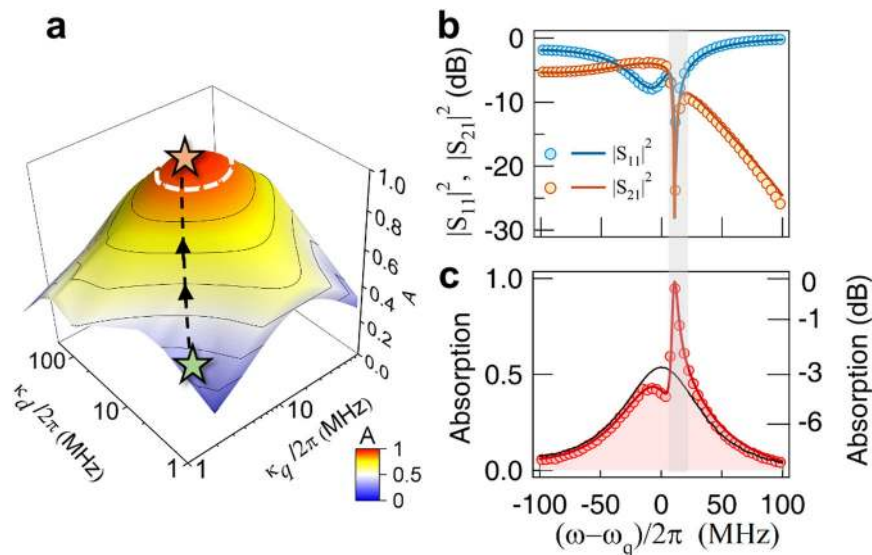 a
1.0
0.8
0.6
0.4
0.2
0.0
A
100
10
1
κd/2π (MHz)
1
10
κq/2π (MHz)
A
1
0.5
0
b
0
-10
-20
-30
|S11|², |S21|² (dB)
|S11|²
|S21|²
c
1.0
0.5
0.0
Absorption
0
-1
-3
-6
Absorption (dB)
-100
-50
0
50
100
(ω−ωq)/2π (MHz)